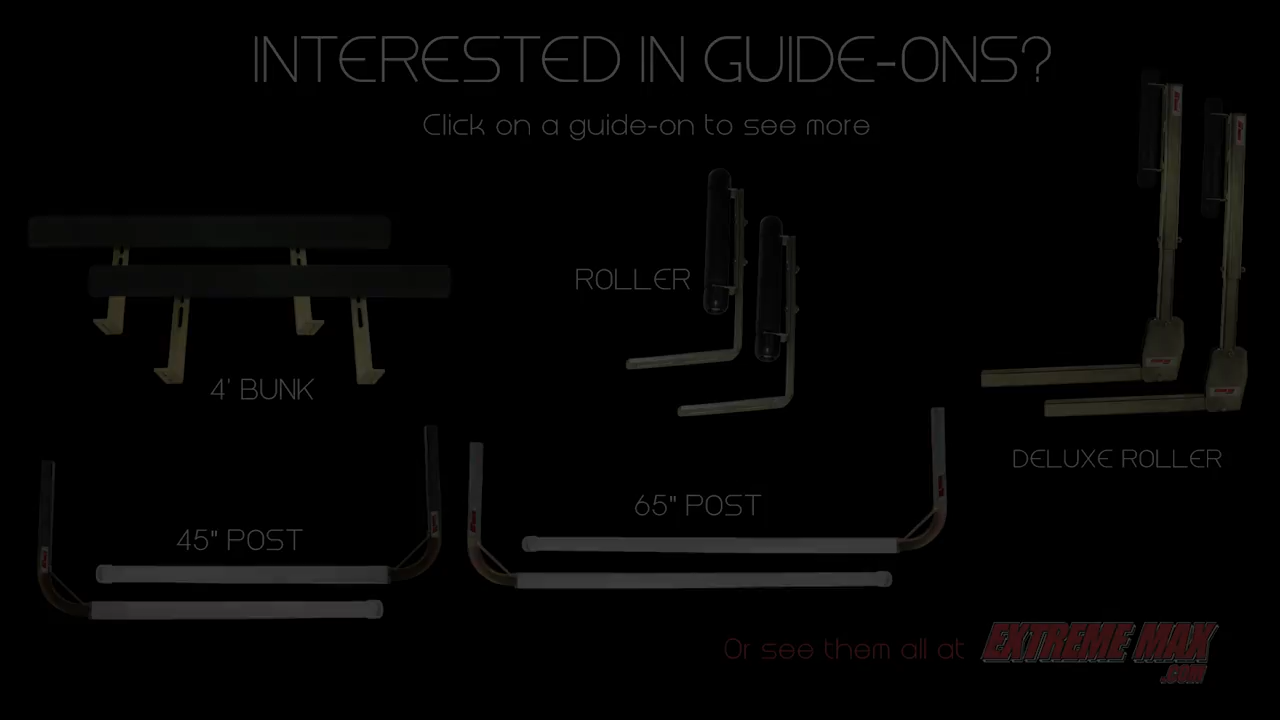 INTERESTED IN GUIDE-ONS?
Click on a guide-on to see more
ROLLER
4' BUNK
DELUXE ROLLER
65" POST
45" POST
Or see them all at EXTREME MAX
.com